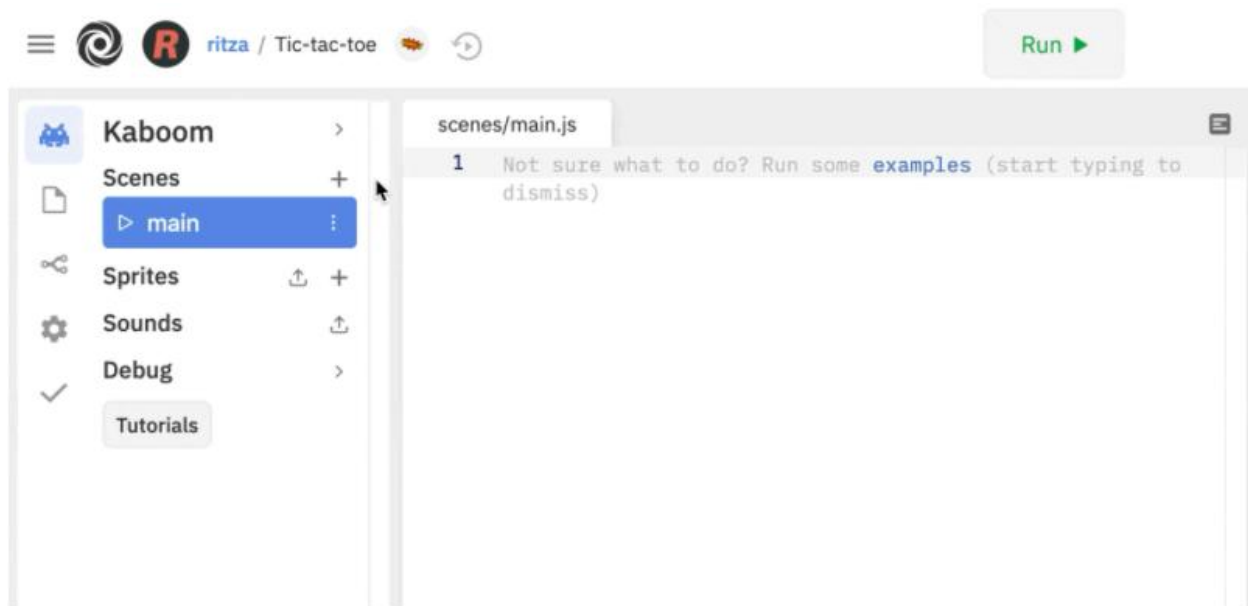 R ritza / Tic-tac-toe
Run
Kaboom
Scenes
main
Sprites
Sounds
Debug
Tutorials
scenes/main.js
1 Not sure what to do? Run some examples (start typing to
dismiss)